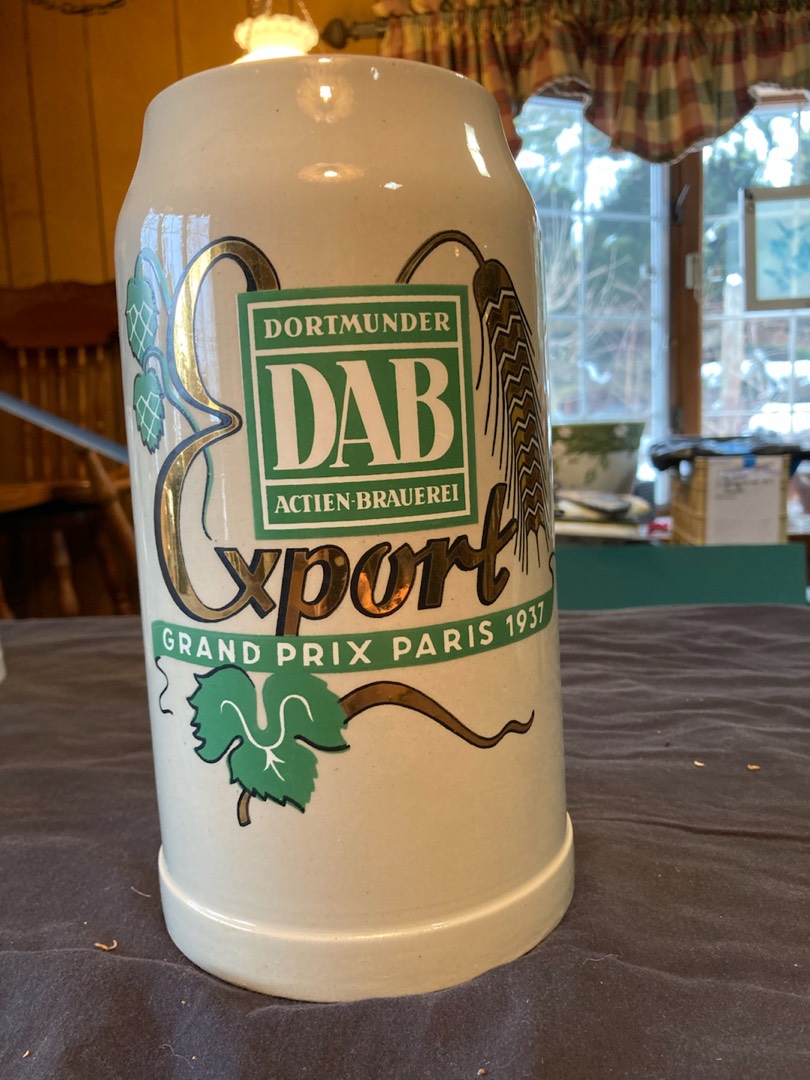 DORTMUNDER
DAB
ACTIEN-BRAUEREI
Export
GRAND PRIX PARIS 1937